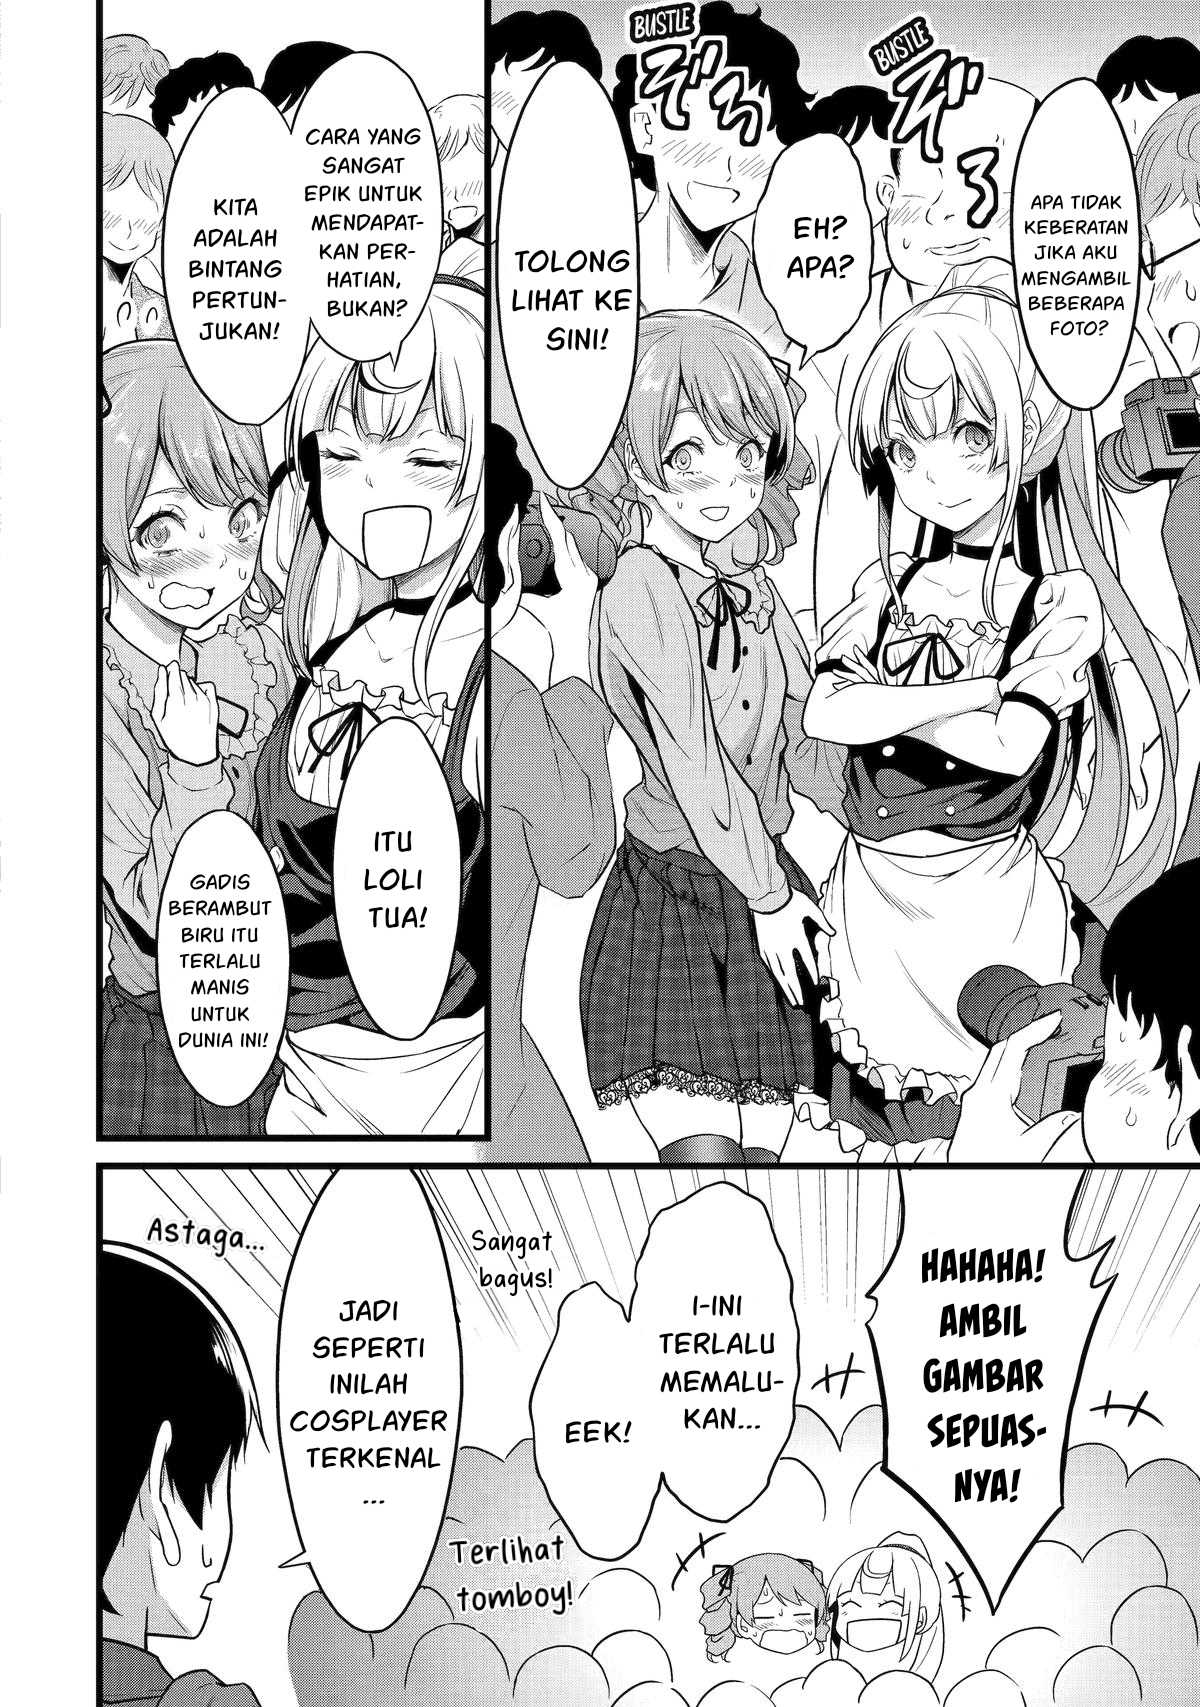 BUSTLE
ぞろ
BUSTLE
ぞろ
APA TIDAK
KEBERATAN
JIKA AKU
MENGAMBIL
BEBERAPA
FOTO?
EH?
APA?
TOLONG
LIHAT KE
SINI!
CARA YANG
SANGAT
EPIK UNTUK
MENDAPAT-
KAN PER-
HATIAN,
BUKAN?
KITA
ADALAH
BINTANG
PERTUN-
JUKAN!
ITU
LOLI
TUA!
GADIS
BERAMBUT
BIRU ITU
TERLALU
MANIS
UNTUK
DUNIA INI!
HAHAHA!
AMBIL
GAMBAR
SEPUAS-
NYA!
I-INI
TERLALU
MEMALU-
KAN...
EEK!
Sangat
bagus!
Terlihat
tomboy!
JADI
SEPERTI
INILAH
COSPLAYER
TERKENAL
...
Astaga...